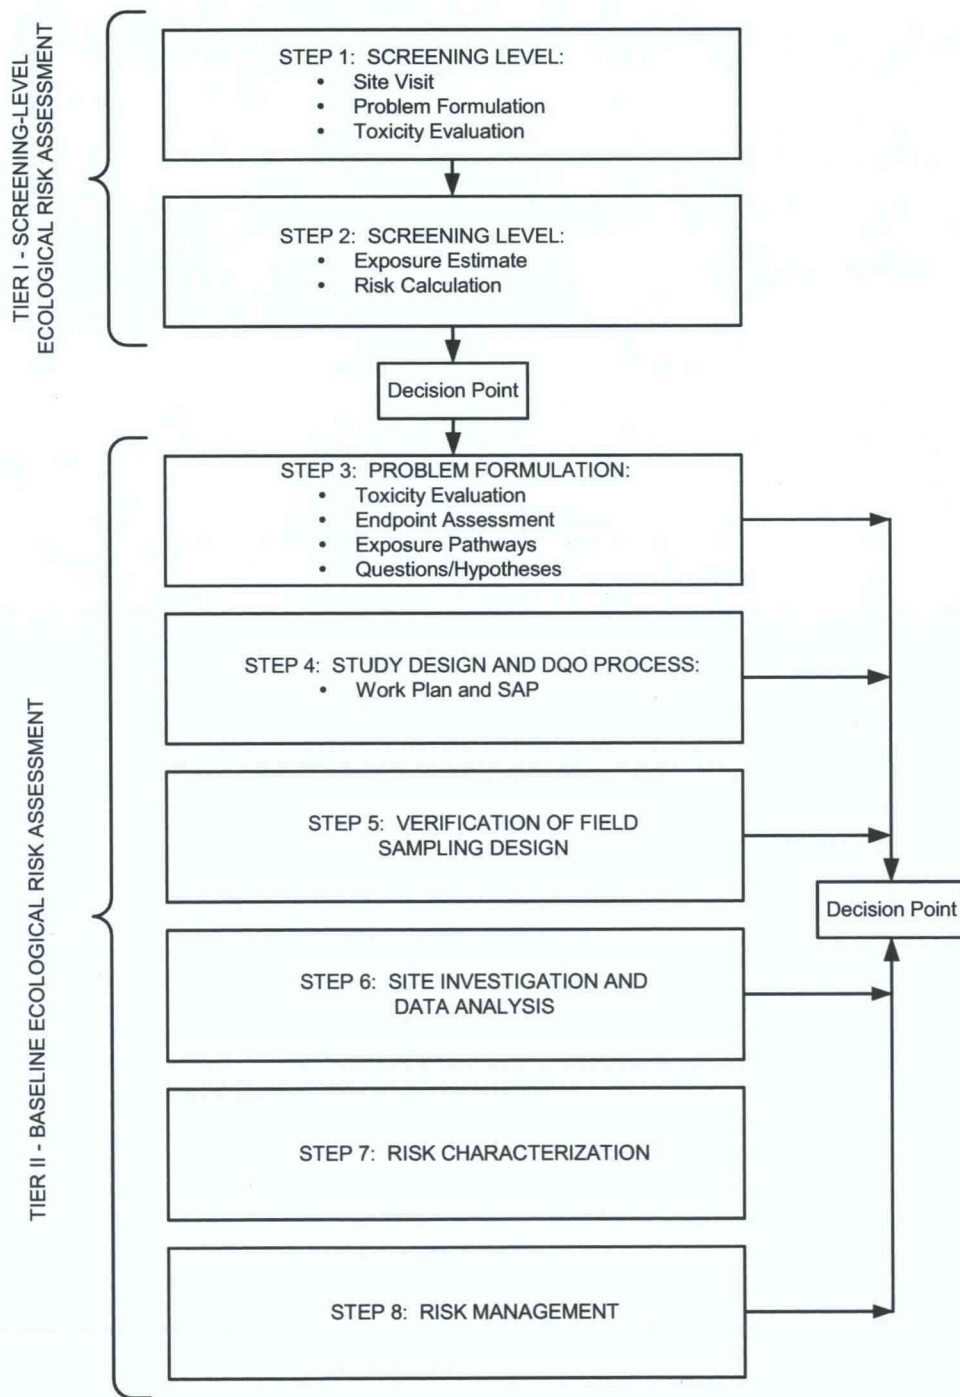 TIER I - SCREENING-LEVEL
ECOLOGICAL RISK ASSESSMENT
STEP 1: SCREENING LEVEL:
• Site Visit
• Problem Formulation
• Toxicity Evaluation
STEP 2: SCREENING LEVEL:
• Exposure Estimate
• Risk Calculation
Decision Point
TIER II - BASELINE ECOLOGICAL RISK ASSESSMENT
STEP 3: PROBLEM FORMULATION:
• Toxicity Evaluation
• Endpoint Assessment
• Exposure Pathways
• Questions/Hypotheses
STEP 4: STUDY DESIGN AND DQO PROCESS:
• Work Plan and SAP
STEP 5: VERIFICATION OF FIELD
SAMPLING DESIGN
Decision Point
STEP 6: SITE INVESTIGATION AND
DATA ANALYSIS
STEP 7: RISK CHARACTERIZATION
STEP 8: RISK MANAGEMENT